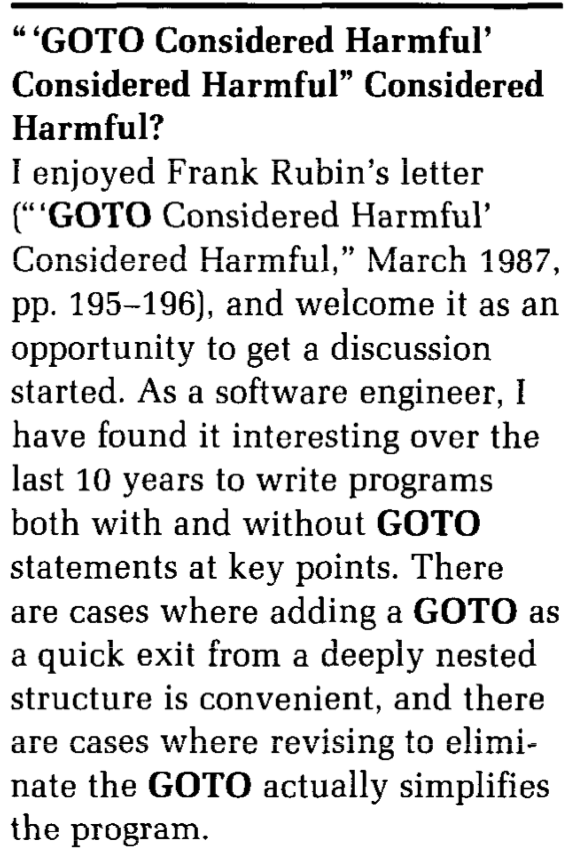 “‘GOTO Considered Harmful’
Considered Harmful” Considered
Harmful?
I enjoyed Frank Rubin’s letter
(“‘GOTO Considered Harmful’
Considered Harmful,” March 1987,
pp. 195–196), and welcome it as an
opportunity to get a discussion
started. As a software engineer, I
have found it interesting over the
last 10 years to write programs
both with and without GOTO
statements at key points. There
are cases where adding a GOTO as
a quick exit from a deeply nested
structure is convenient, and there
are cases where revising to elimi-
nate the GOTO actually simplifies
the program.